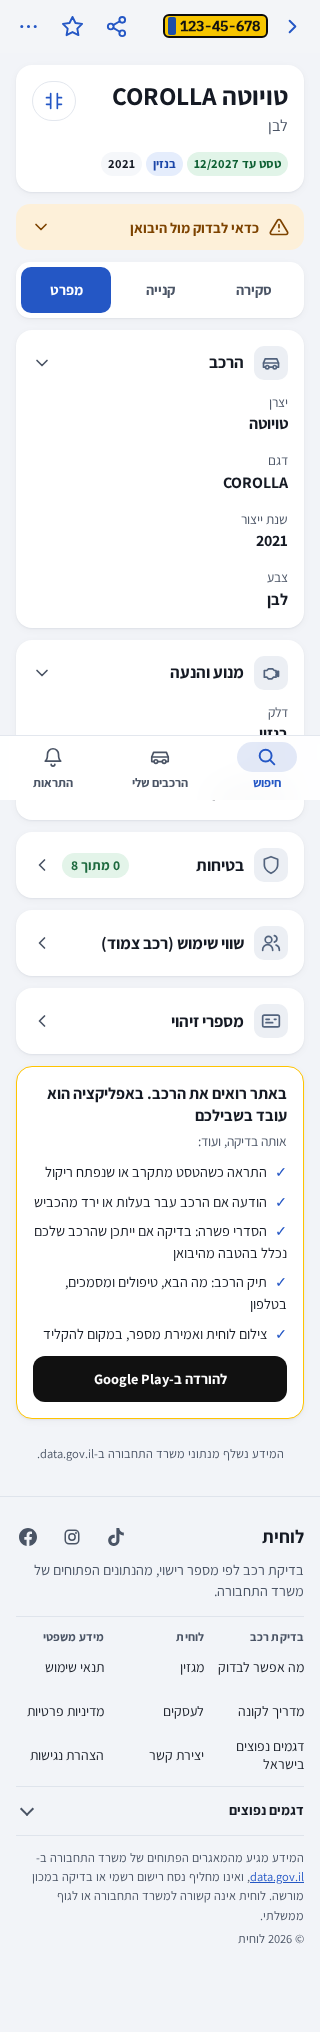 123-45-678
טויוטה COROLLA
לבן
טסט עד 12/2027
בנזין
2021
כדאי לבדוק מול היבואן
סקירה
קנייה
מפרט
הרכב
יצרן
טויוטה
דגם
COROLLA
שנת ייצור
2021
צבע
לבן
מנוע והנעה
דלק
בנזין
חיפוש
הרכבים שלי
התראות
בטיחות
0 מתוך 8
שווי שימוש (רכב צמוד)
מספרי זיהוי
באתר רואים את הרכב. באפליקציה הוא
עובד בשבילכם
אותה בדיקה, ועוד:
✓ התראה כשהטסט מתקרב או שנפתח ריקול
✓ הודעה אם הרכב עבר בעלות או ירד מהכביש
✓ הסדרי פשרה: בדיקה אם ייתכן שהרכב שלכם
נכלל בהטבה מהיבואן
✓ תיק הרכב: מה הבא, טיפולים ומסמכים,
בטלפון
✓ צילום לוחית ואמירת מספר, במקום להקליד
להורדה ב-Google Play
המידע נשלף מנתוני משרד התחבורה ב-data.gov.il.
לוחית
בדיקת רכב לפי מספר רישוי, מהנתונים הפתוחים של
משרד התחבורה.
בדיקת רכב
לוחית
מידע משפטי
מה אפשר לבדוק
מגזין
תנאי שימוש
מדריך לקונה
לעסקים
מדיניות פרטיות
דגמים נפוצים
בישראל
יצירת קשר
הצהרת נגישות
דגמים נפוצים
המידע מגיע מהמאגרים הפתוחים של משרד התחבורה ב-
data.gov.il, ואינו מחליף נסח רישום רשמי או בדיקה במכון
מורשה. לוחית אינה קשורה למשרד התחבורה או לגוף
ממשלתי.
© 2026 לוחית